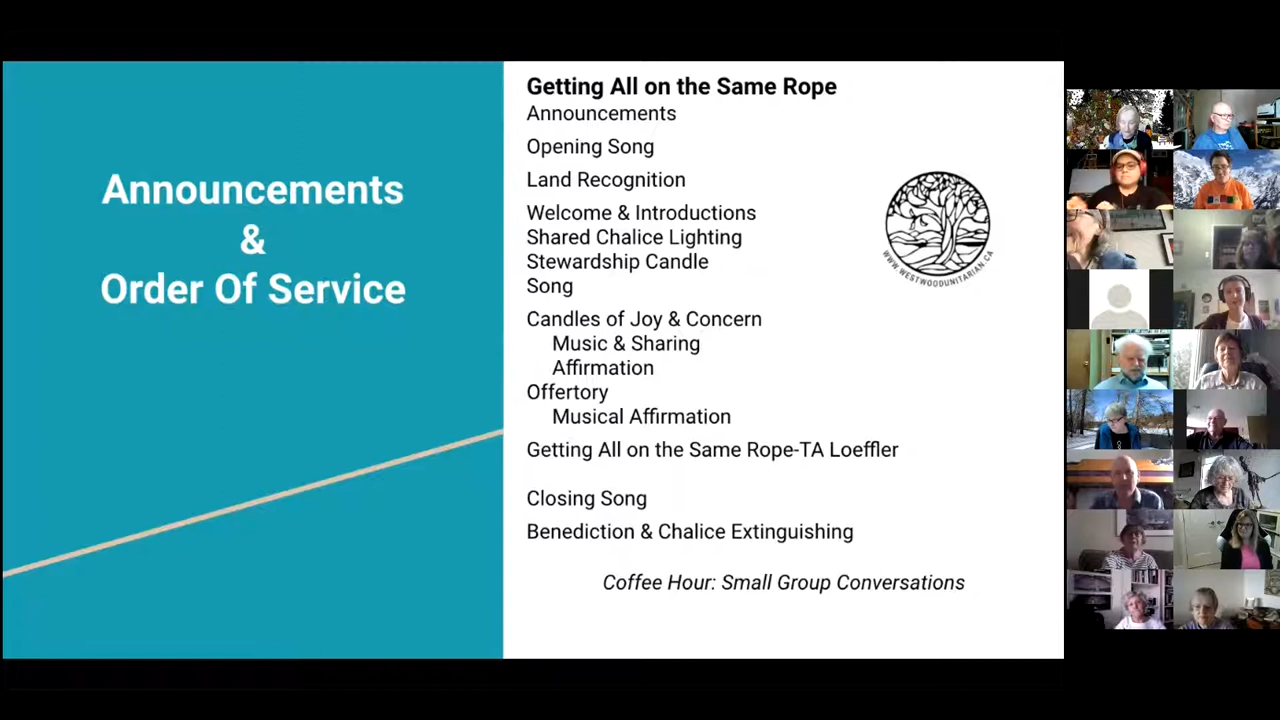 Announcements
&
Order Of Service
Getting All on the Same Rope
Announcements
Opening Song
Land Recognition
Welcome & Introductions
Shared Chalice Lighting
Stewardship Candle
Song
Candles of Joy & Concern
Music & Sharing
Affirmation
Offertory
Musical Affirmation
Getting All on the Same Rope-TA Loeffler
Closing Song
Benediction & Chalice Extinguishing
Coffee Hour: Small Group Conversations
WWW.WESTWOODUNITARIAN.CA